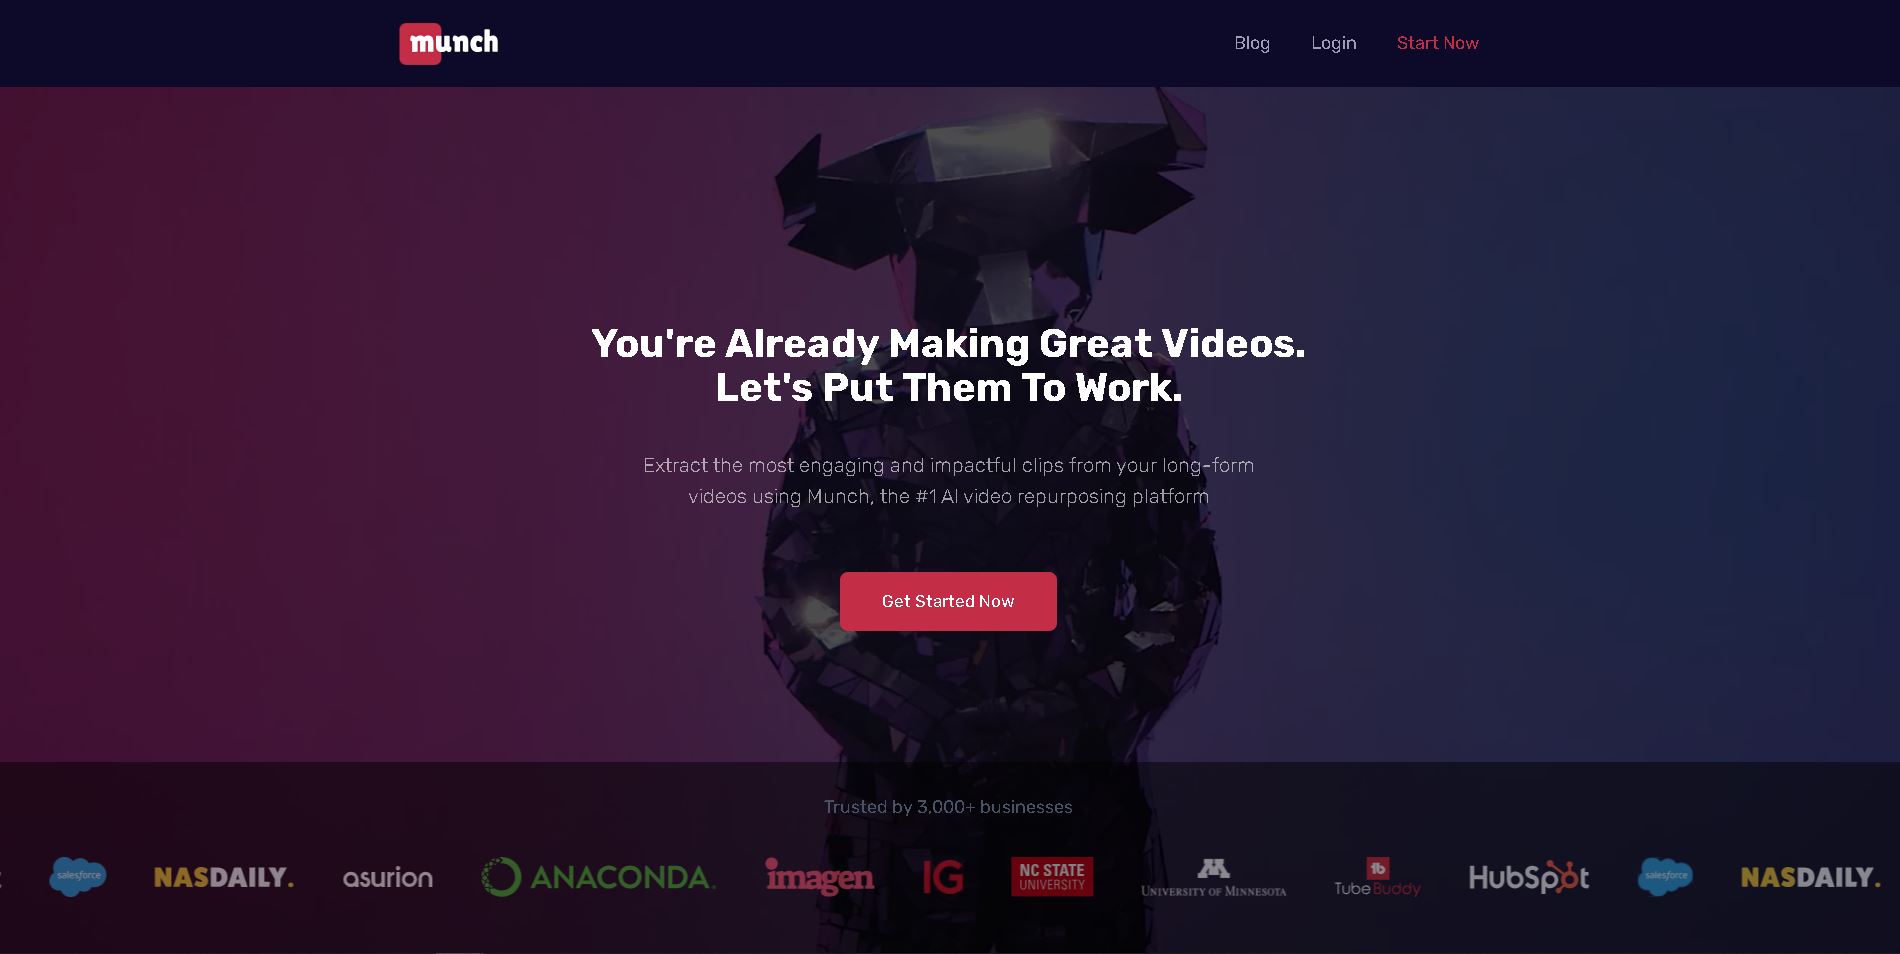 munch
Blog
Login
Start Now
You're Already Making Great Videos.
Let's Put Them To Work.
Extract the most engaging and impactful clips from your long-form
videos using Munch, the #1 AI video repurposing platform
Get Started Now
Trusted by 3,000+ businesses
salesforce
NASDAILY.
asurion
ANACONDA.
imagen
IG
NC STATE
UNIVERSITY
M
UNIVERSITY OF MINNESOTA
tb
TubeBuddy
HubSpot
salesforce
NASDAILY.